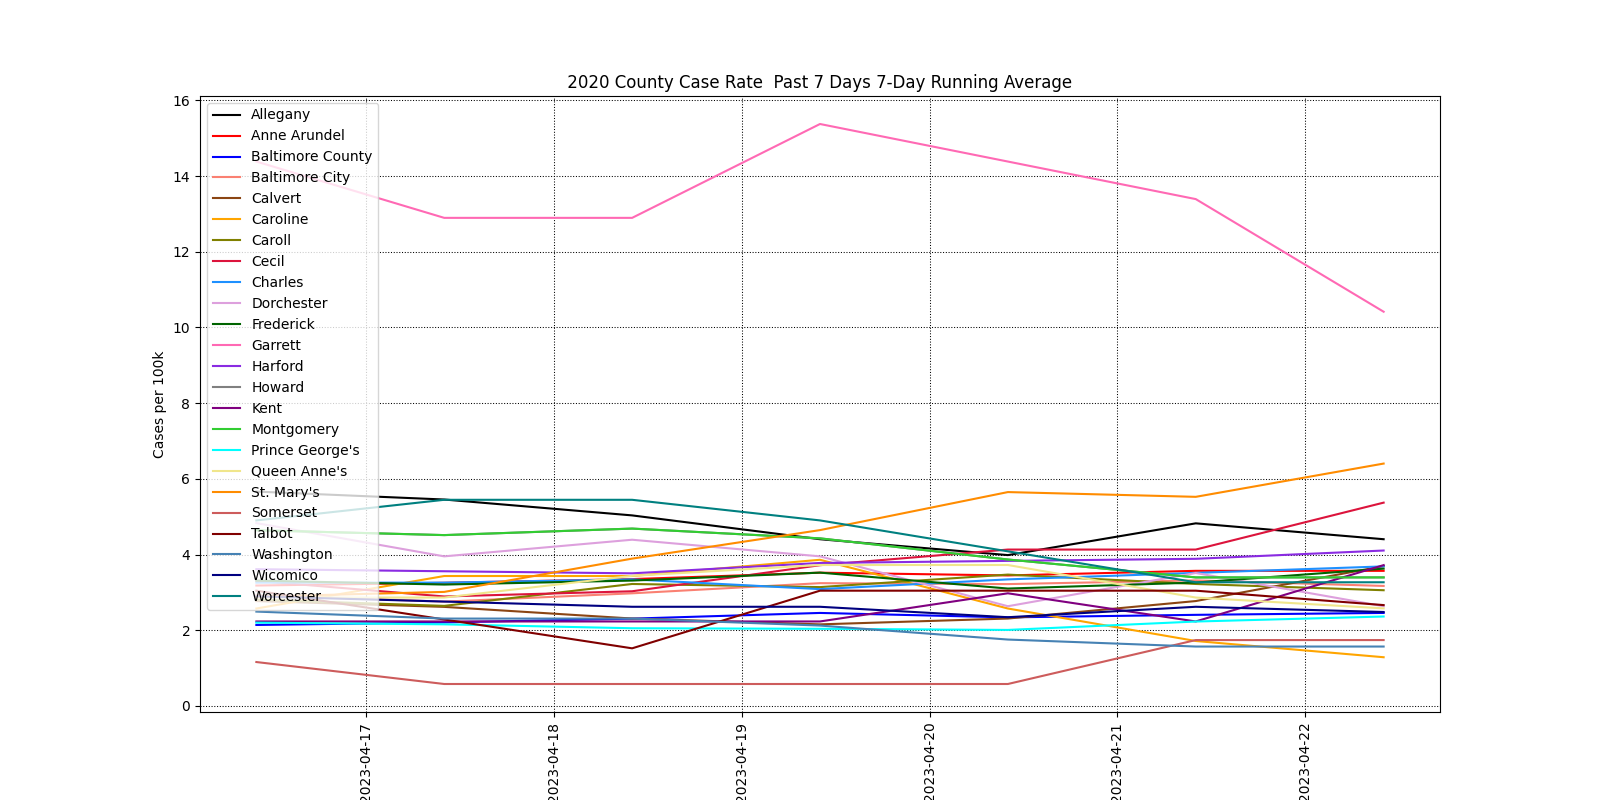 2020 County Case Rate  Past 7 Days 7-Day Running Average
Cases per 100k
16
14
12
10
8
6
4
2
0
Allegany
Anne Arundel
Baltimore County
Baltimore City
Calvert
Caroline
Caroll
Cecil
Charles
Dorchester
Frederick
Garrett
Harford
Howard
Kent
Montgomery
Prince George's
Queen Anne's
St. Mary's
Somerset
Talbot
Washington
Wicomico
Worcester
2023-04-17
2023-04-18
2023-04-19
2023-04-20
2023-04-21
2023-04-22